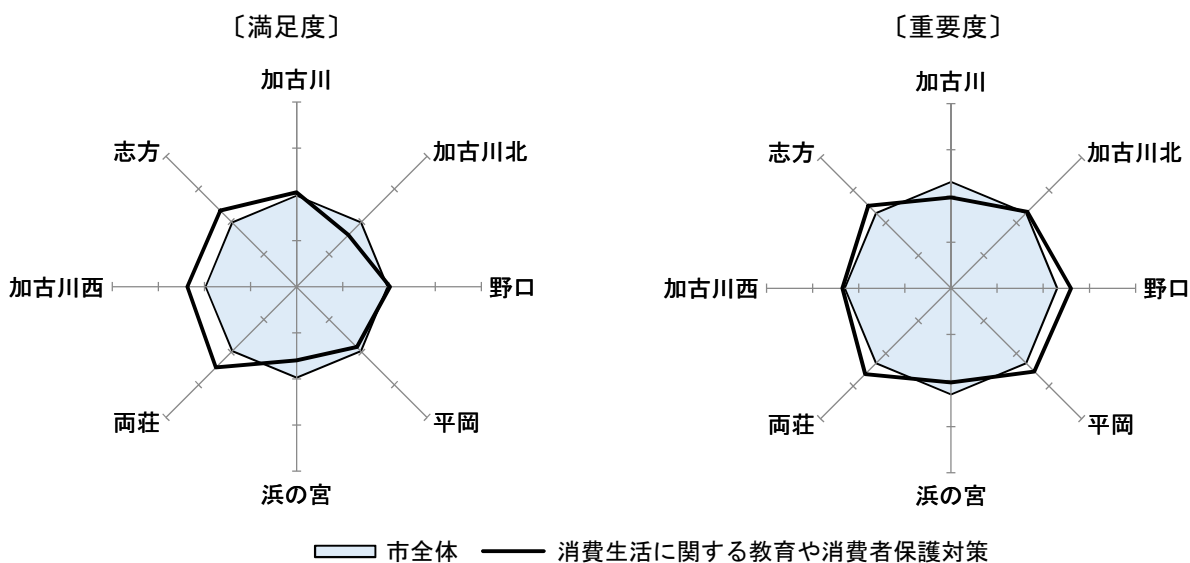 〔満足度〕
加古川
加古川北
野口
平岡
浜の宮
両荘
加古川西
志方
〔重要度〕
加古川
加古川北
野口
平岡
浜の宮
両荘
加古川西
志方
市全体
消費生活に関する教育や消費者保護対策